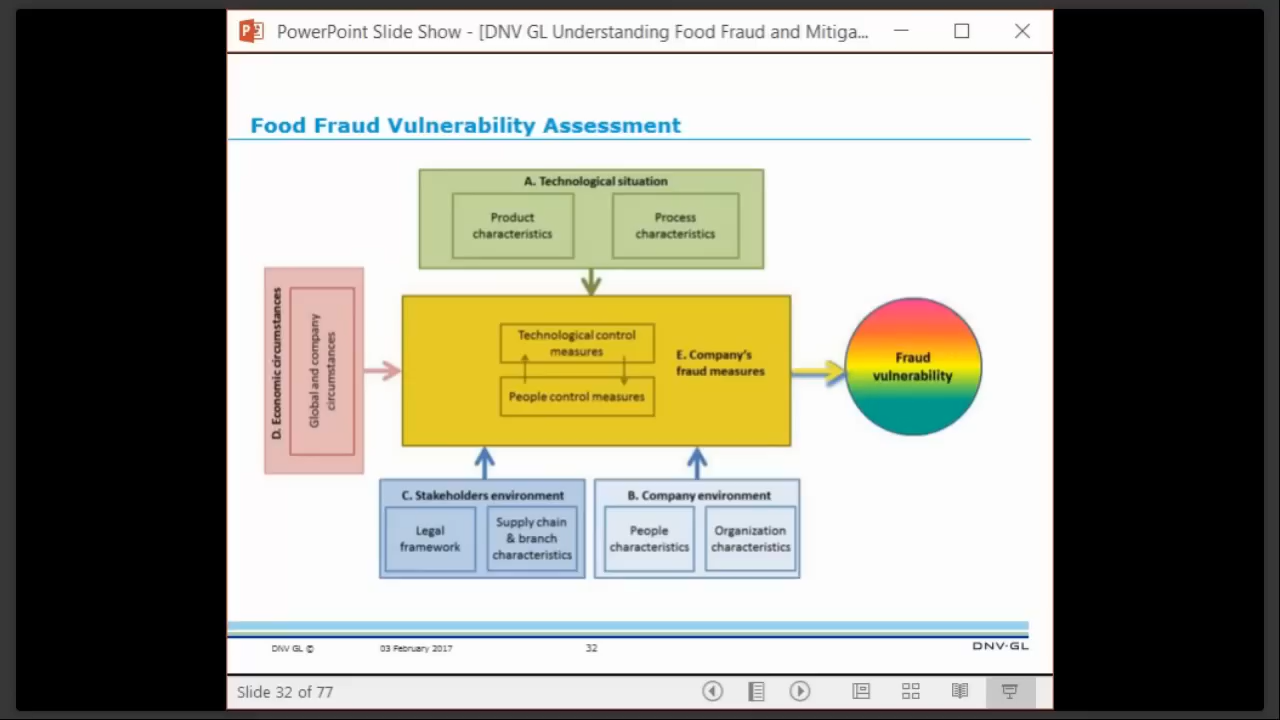 PowerPoint Slide Show - [DNV GL Understanding Food Fraud and Mitiga...
Food Fraud Vulnerability Assessment
A. Technological situation
Product
characteristics
Process
characteristics
D. Economic circumstances
Global and company
circumstances
Technological control
measures
People control measures
E. Company's
fraud measures
Fraud
vulnerability
C. Stakeholders environment
Legal
framework
Supply chain
& branch
characteristics
B. Company environment
People
characteristics
Organization
characteristics
DNV GL ©
03 February 2017
32
DNV·GL
Slide 32 of 77